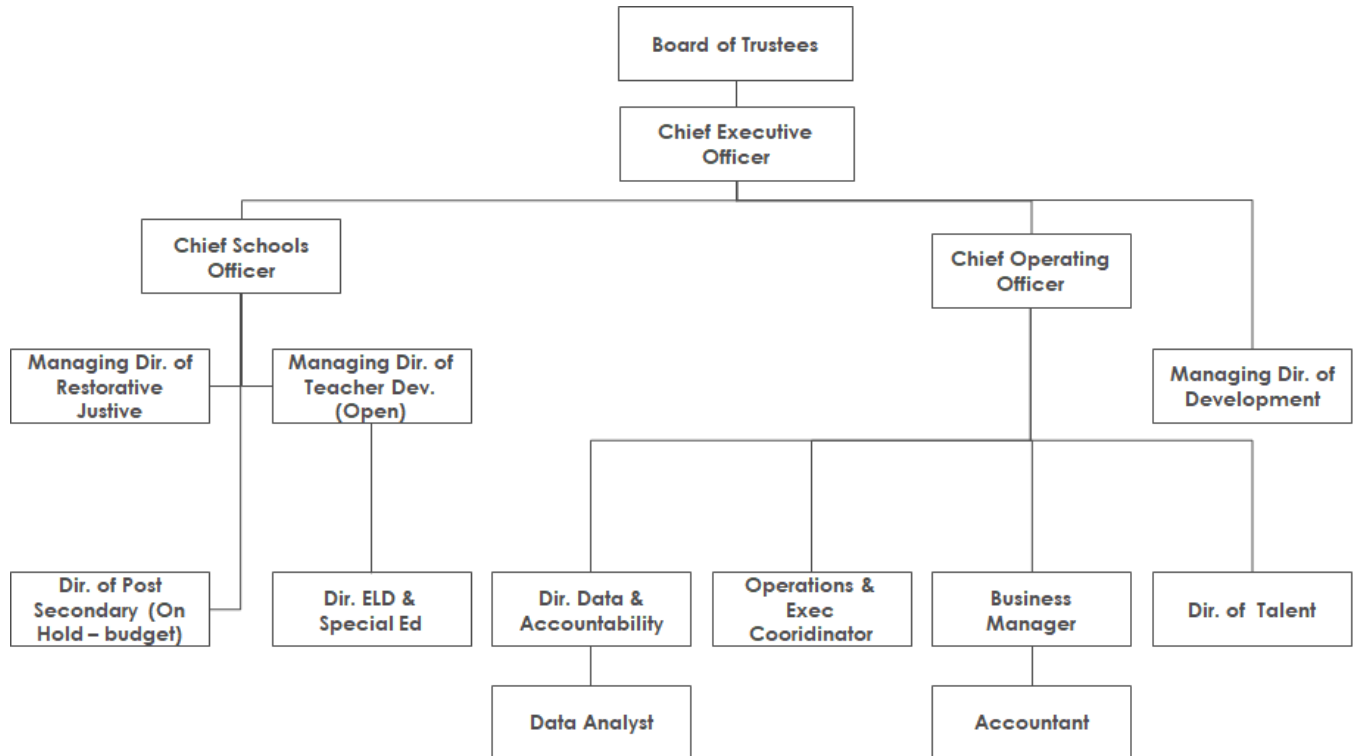 Board of Trustees
Chief Executive
Officer
Chief Schools
Officer
Chief Operating
Officer
Managing Dir. of
Restorative
Justive
Managing Dir. of
Teacher Dev.
(Open)
Managing Dir. of
Development
Dir. of Post
Secondary (On
Hold – budget)
Dir. ELD &
Special Ed
Dir. Data &
Accountability
Operations &
Exec
Cooridinator
Business
Manager
Dir. of Talent
Data Analyst
Accountant